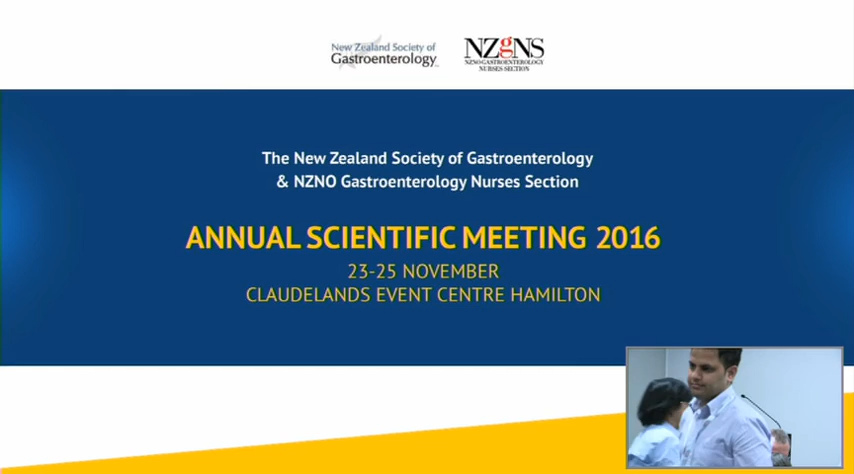 New Zealand Society of
Gastroenterology
NZgNS
NZNO GASTROENTEROLOGY
NURSES SECTION
The New Zealand Society of Gastroenterology
& NZNO Gastroenterology Nurses Section
ANNUAL SCIENTIFIC MEETING 2016
23-25 NOVEMBER
CLAUDELANDS EVENT CENTRE HAMILTON